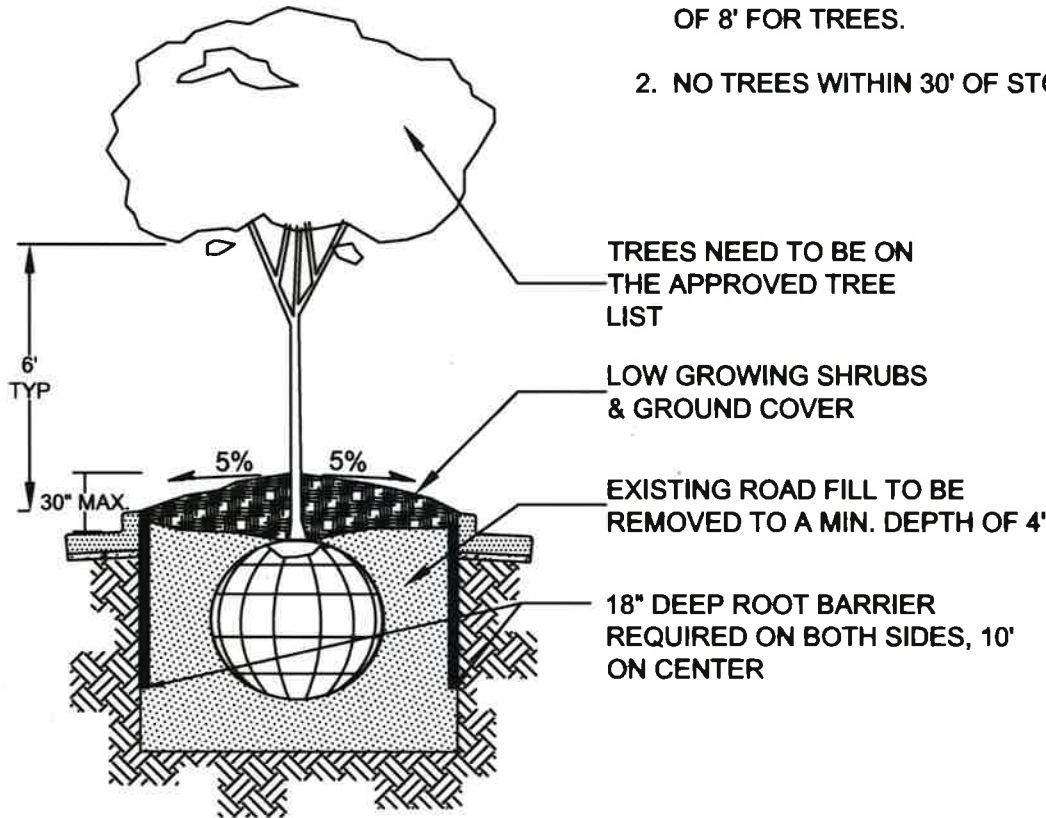 OF 8' FOR TREES.
2. NO TREES WITHIN 30' OF
TREES NEED TO BE ON
THE APPROVED TREE
LIST
6'
TYP
LOW GROWING SHRUBS
& GROUND COVER
5% 5%
30" MAX.
EXISTING ROAD FILL TO BE
REMOVED TO A MIN. DEPTH OF 4'
18" DEEP ROOT BARRIER
REQUIRED ON BOTH SIDES, 10'
ON CENTER